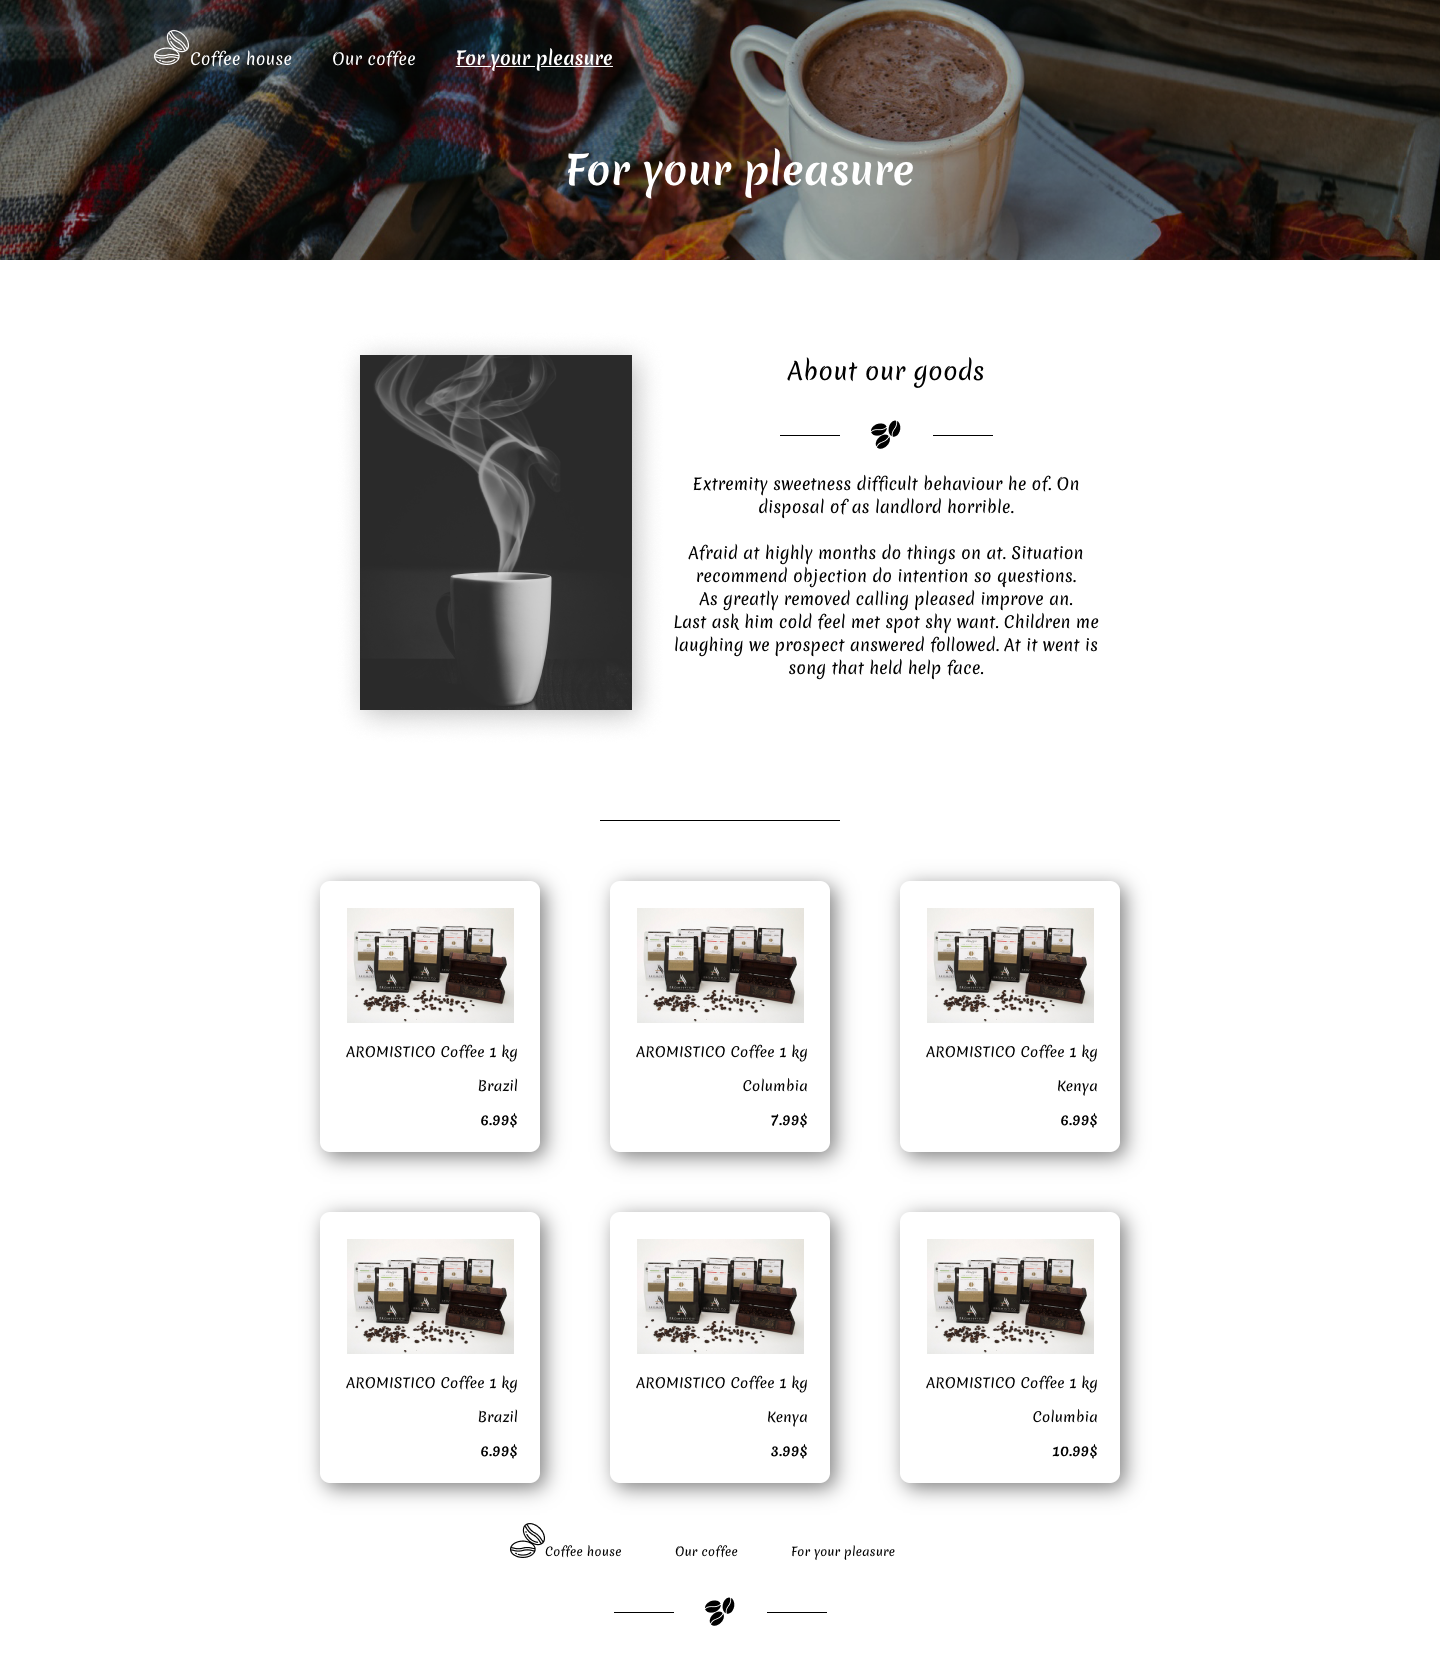 Coffee house
Our coffee
For your pleasure
For your pleasure
About our goods
Extremity sweetness difficult behaviour he of. On
disposal of as landlord horrible.
Afraid at highly months do things on at. Situation
recommend objection do intention so questions.
As greatly removed calling pleased improve an.
Last ask him cold feel met spot shy want. Children me
laughing we prospect answered followed. At it went is
song that held help face.
AROMISTICO Coffee 1 kg
Brazil
6.99$
AROMISTICO Coffee 1 kg
Columbia
7.99$
AROMISTICO Coffee 1 kg
Kenya
6.99$
AROMISTICO Coffee 1 kg
Brazil
6.99$
AROMISTICO Coffee 1 kg
Kenya
3.99$
AROMISTICO Coffee 1 kg
Columbia
10.99$
Coffee house
Our coffee
For your pleasure